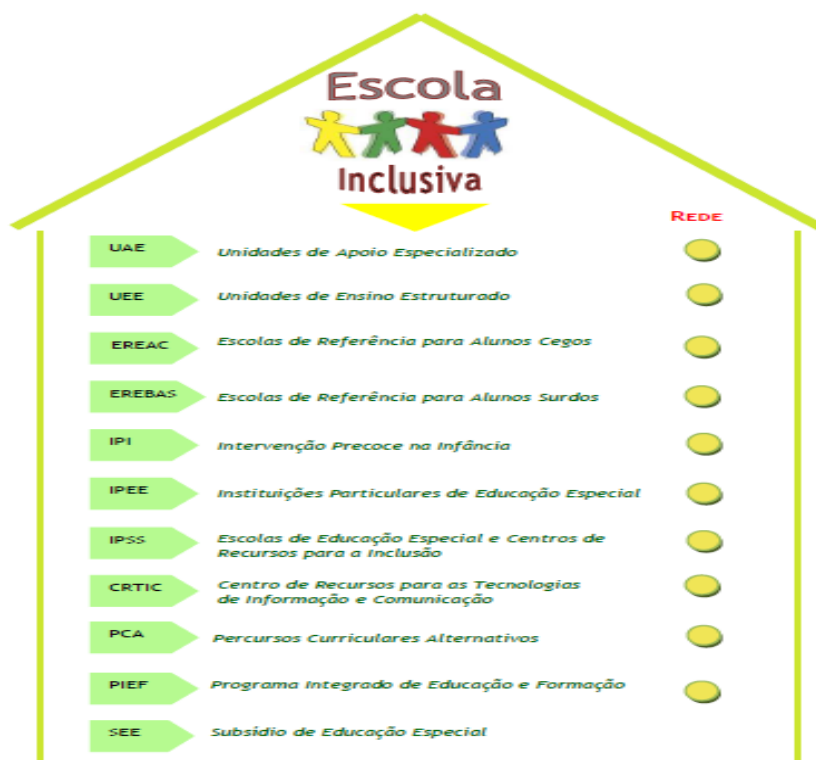 Escola
Inclusiva
REDE
UAE Unidades de Apoio Especializado
UEE Unidades de Ensino Estruturado
EREAC Escolas de Referência para Alunos Cegos
EREBAS Escolas de Referência para Alunos Surdos
IPI Intervenção Precoce na Infância
IPEE Instituições Particulares de Educação Especial
IPSS Escolas de Educação Especial e Centros de
Recursos para a Inclusão
CRTIC Centro de Recursos para as Tecnologias
de Informação e Comunicação
PCA Percursos Curriculares Alternativos
PIEF Programa Integrado de Educação e Formação
SEE Subsídio de Educação Especial